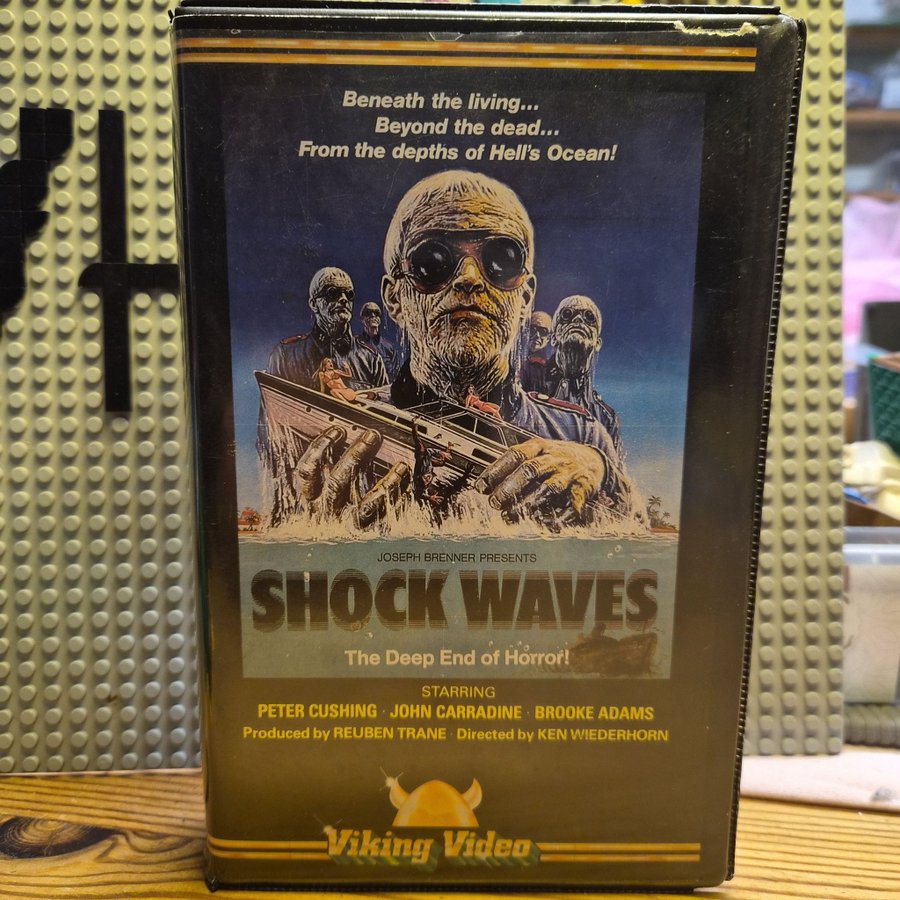 Beneath the living...
Beyond the dead...
From the depths of Hell's Ocean!
JOSEPH BRENNER PRESENTS
SHOCK WAVES
The Deep End of Horror!
STARRING
PETER CUSHING · JOHN CARRADINE · BROOKE ADAMS
Produced by REUBEN TRANE · Directed by KEN WIEDERHORN
Viking Video